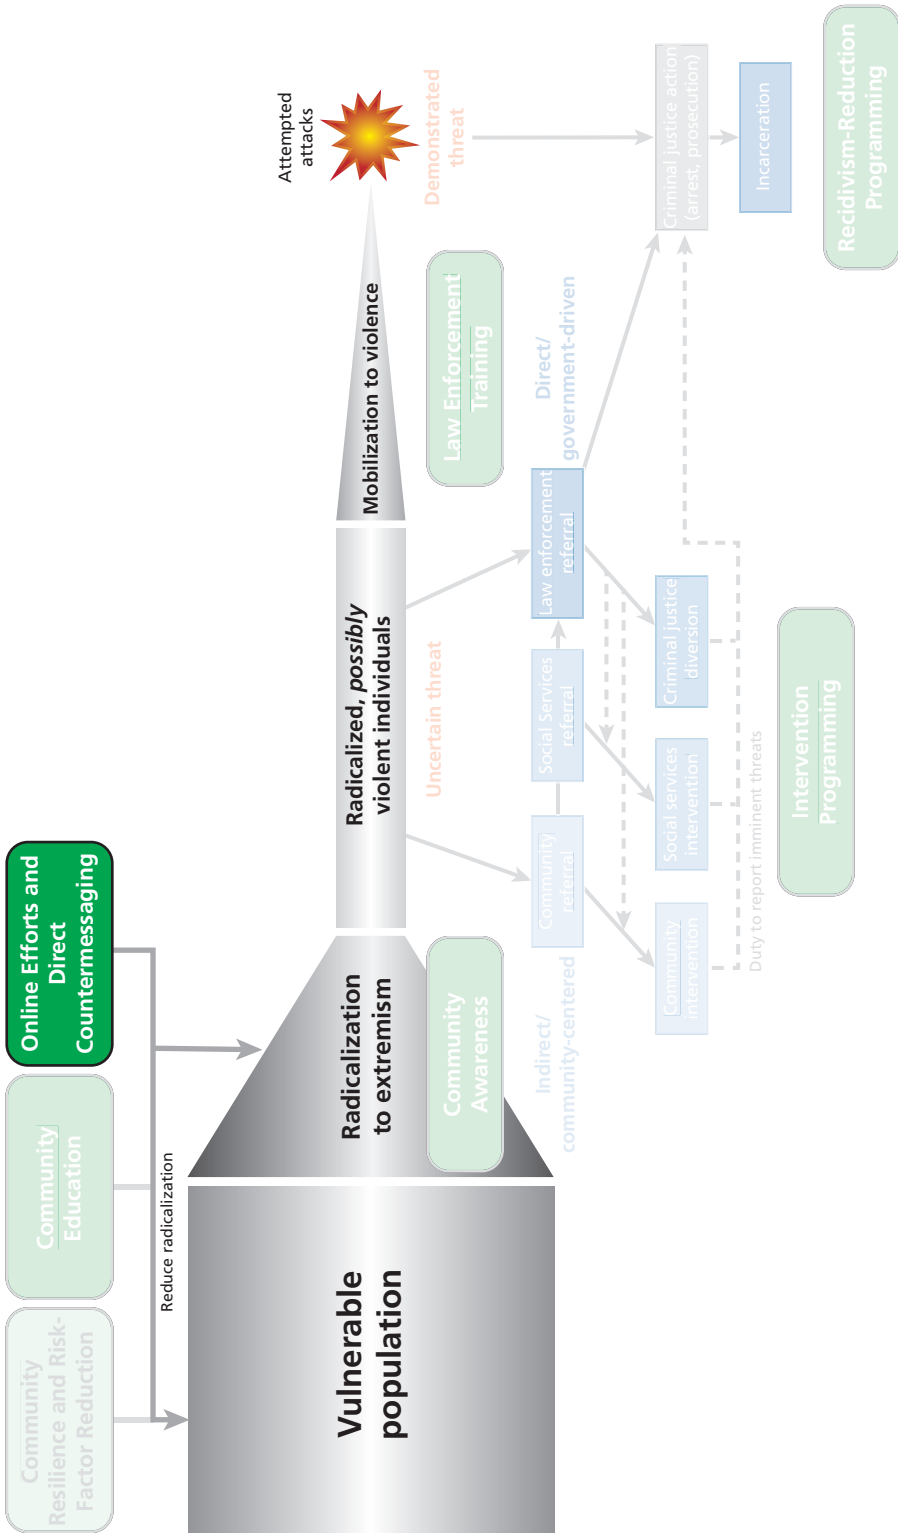 Community
Resilience and Risk-
Factor Reduction
Community
Education
Online Efforts and
Direct
Countermessaging
Reduce radicalization
Vulnerable
population
Radicalization
to extremism
Radicalized, possibly
violent individuals
Mobilization to violence
Attempted
attacks
Community
Awareness
Uncertain threat
Law Enforcement
Training
Demonstrated
threat
Indirect/
community-centered
Community
referral
Social Services
referral
Law enforcement
referral
Direct/
government-driven
Community
intervention
Social services
intervention
Criminal justice
diversion
Criminal justice action
(arrest, prosecution)
Incarceration
Duty to report imminent threats
Intervention
Programming
Recidivism-Reduction
Programming